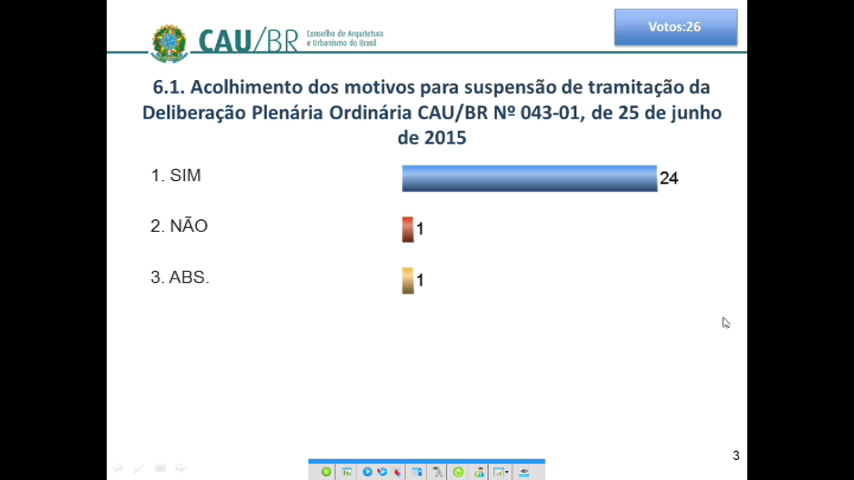 Votos:26
CAU/BR Conselho de Arquitetura
e Urbanismo do Brasil
6.1. Acolhimento dos motivos para suspensão de tramitação da
Deliberação Plenária Ordinária CAU/BR Nº 043-01, de 25 de junho
de 2015
1. SIM 24
2. NÃO 1
3. ABS. 1
3